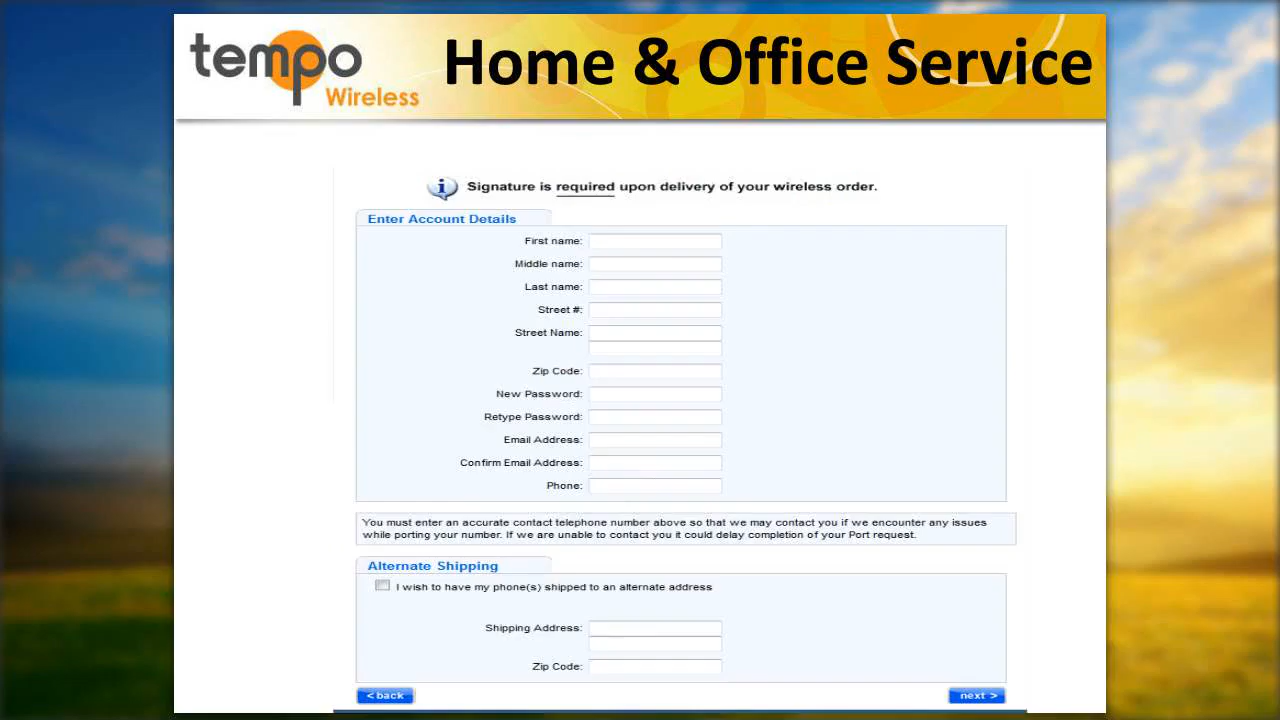 tempo
Wireless
Home & Office Service
i
Signature is required upon delivery of your wireless order.
Enter Account Details
First name:
Middle name:
Last name:
Street #:
Street Name:
Zip Code:
New Password:
Retype Password:
Email Address:
Confirm Email Address:
Phone:
You must enter an accurate contact telephone number above so that we may contact you if we encounter any issues
while porting your number. If we are unable to contact you it could delay completion of your Port request.
Alternate Shipping
I wish to have my phone(s) shipped to an alternate address
Shipping Address:
Zip Code:
< back
next >